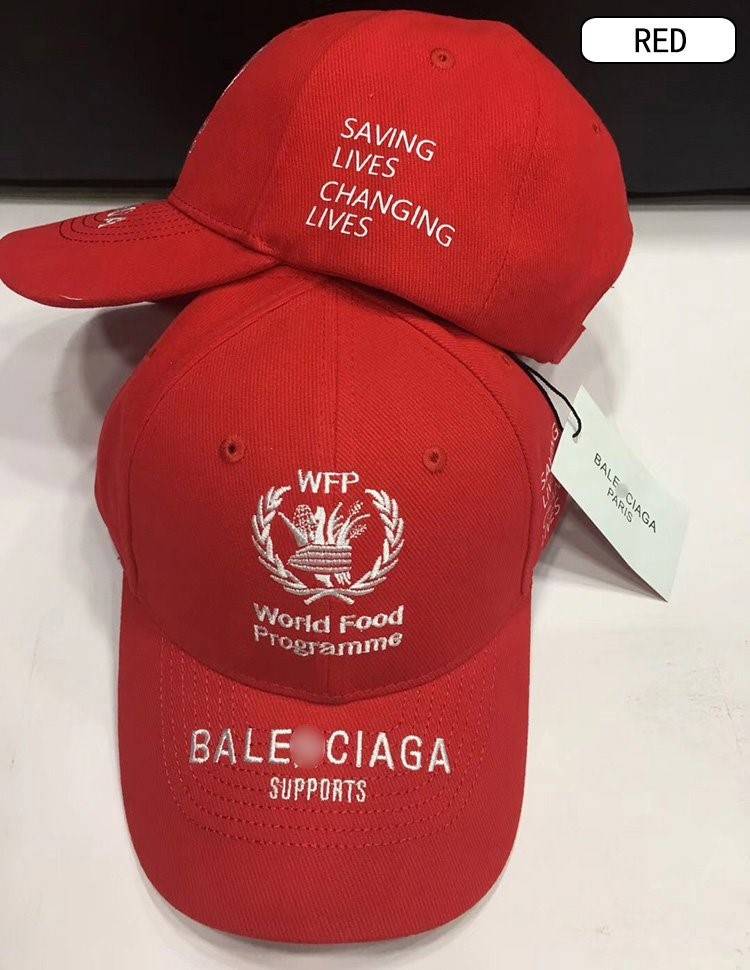 RED
SAVING
LIVES
CHANGING
LIVES
WFP
World Food
Programme
BALE CIAGA
SUPPORTS
BALE CIAGA
PARIS